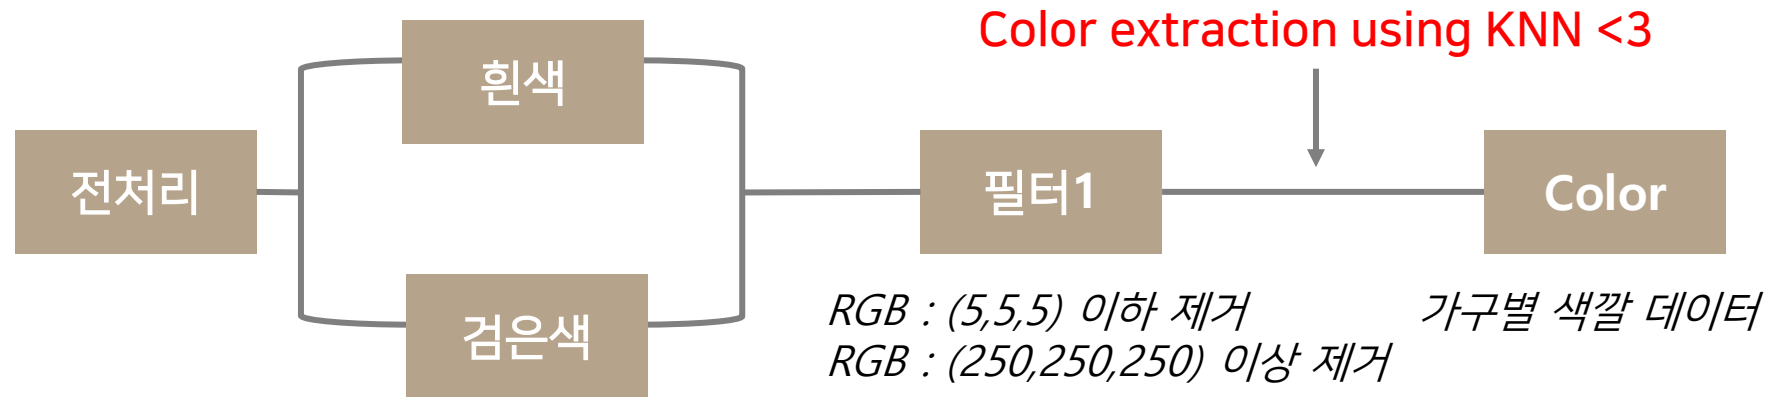 Color extraction using KNN <3
흰색
전처리
필터1
Color
검은색
RGB : (5,5,5) 이하 제거
RGB : (250,250,250) 이상 제거
가구별 색깔 데이터